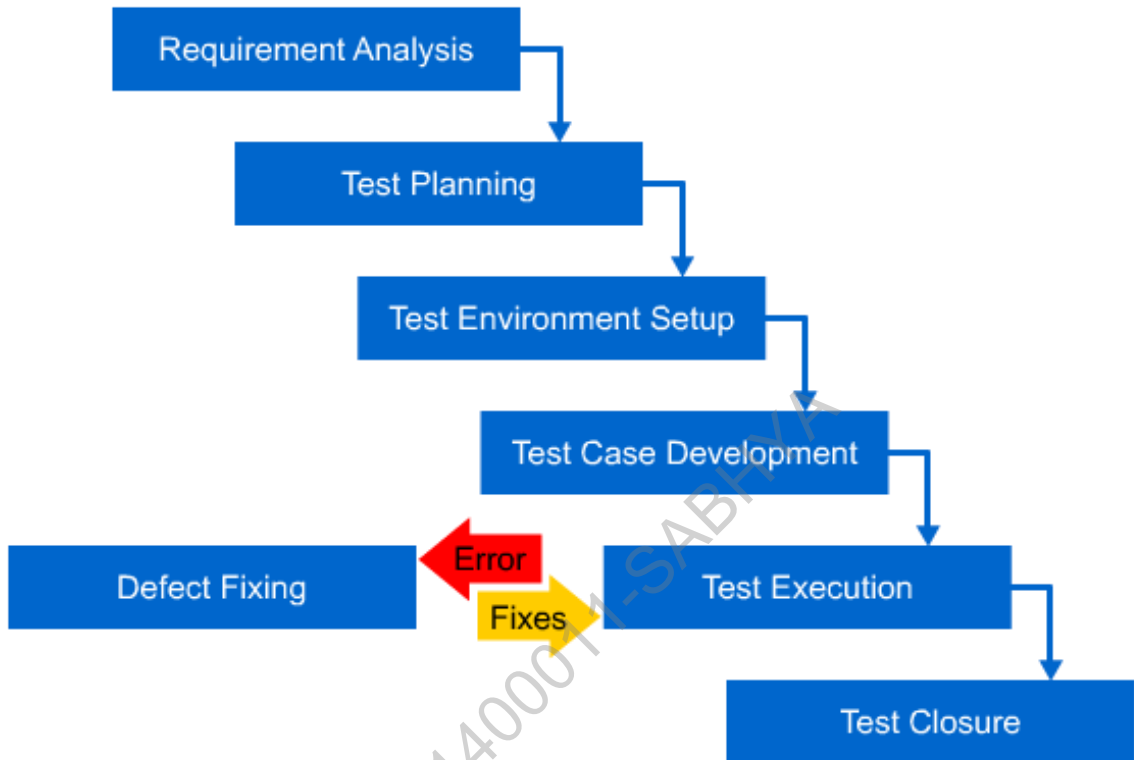 Requirement Analysis
Test Planning
Test Environment Setup
Test Case Development
Error
Defect Fixing
Test Execution
Fixes
Test Closure